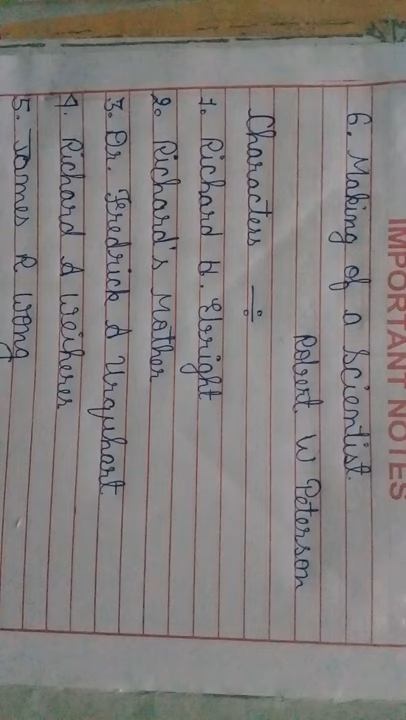 IMPORTANT NOTES
6. Making of a Scientist
Robert W Peterson
Characters ÷
1. Richard H. Ebright
2. Richard's Mother
3. Dr. Fredrick A Urquhart
4. Richard A Weiherer
5. James R Wong